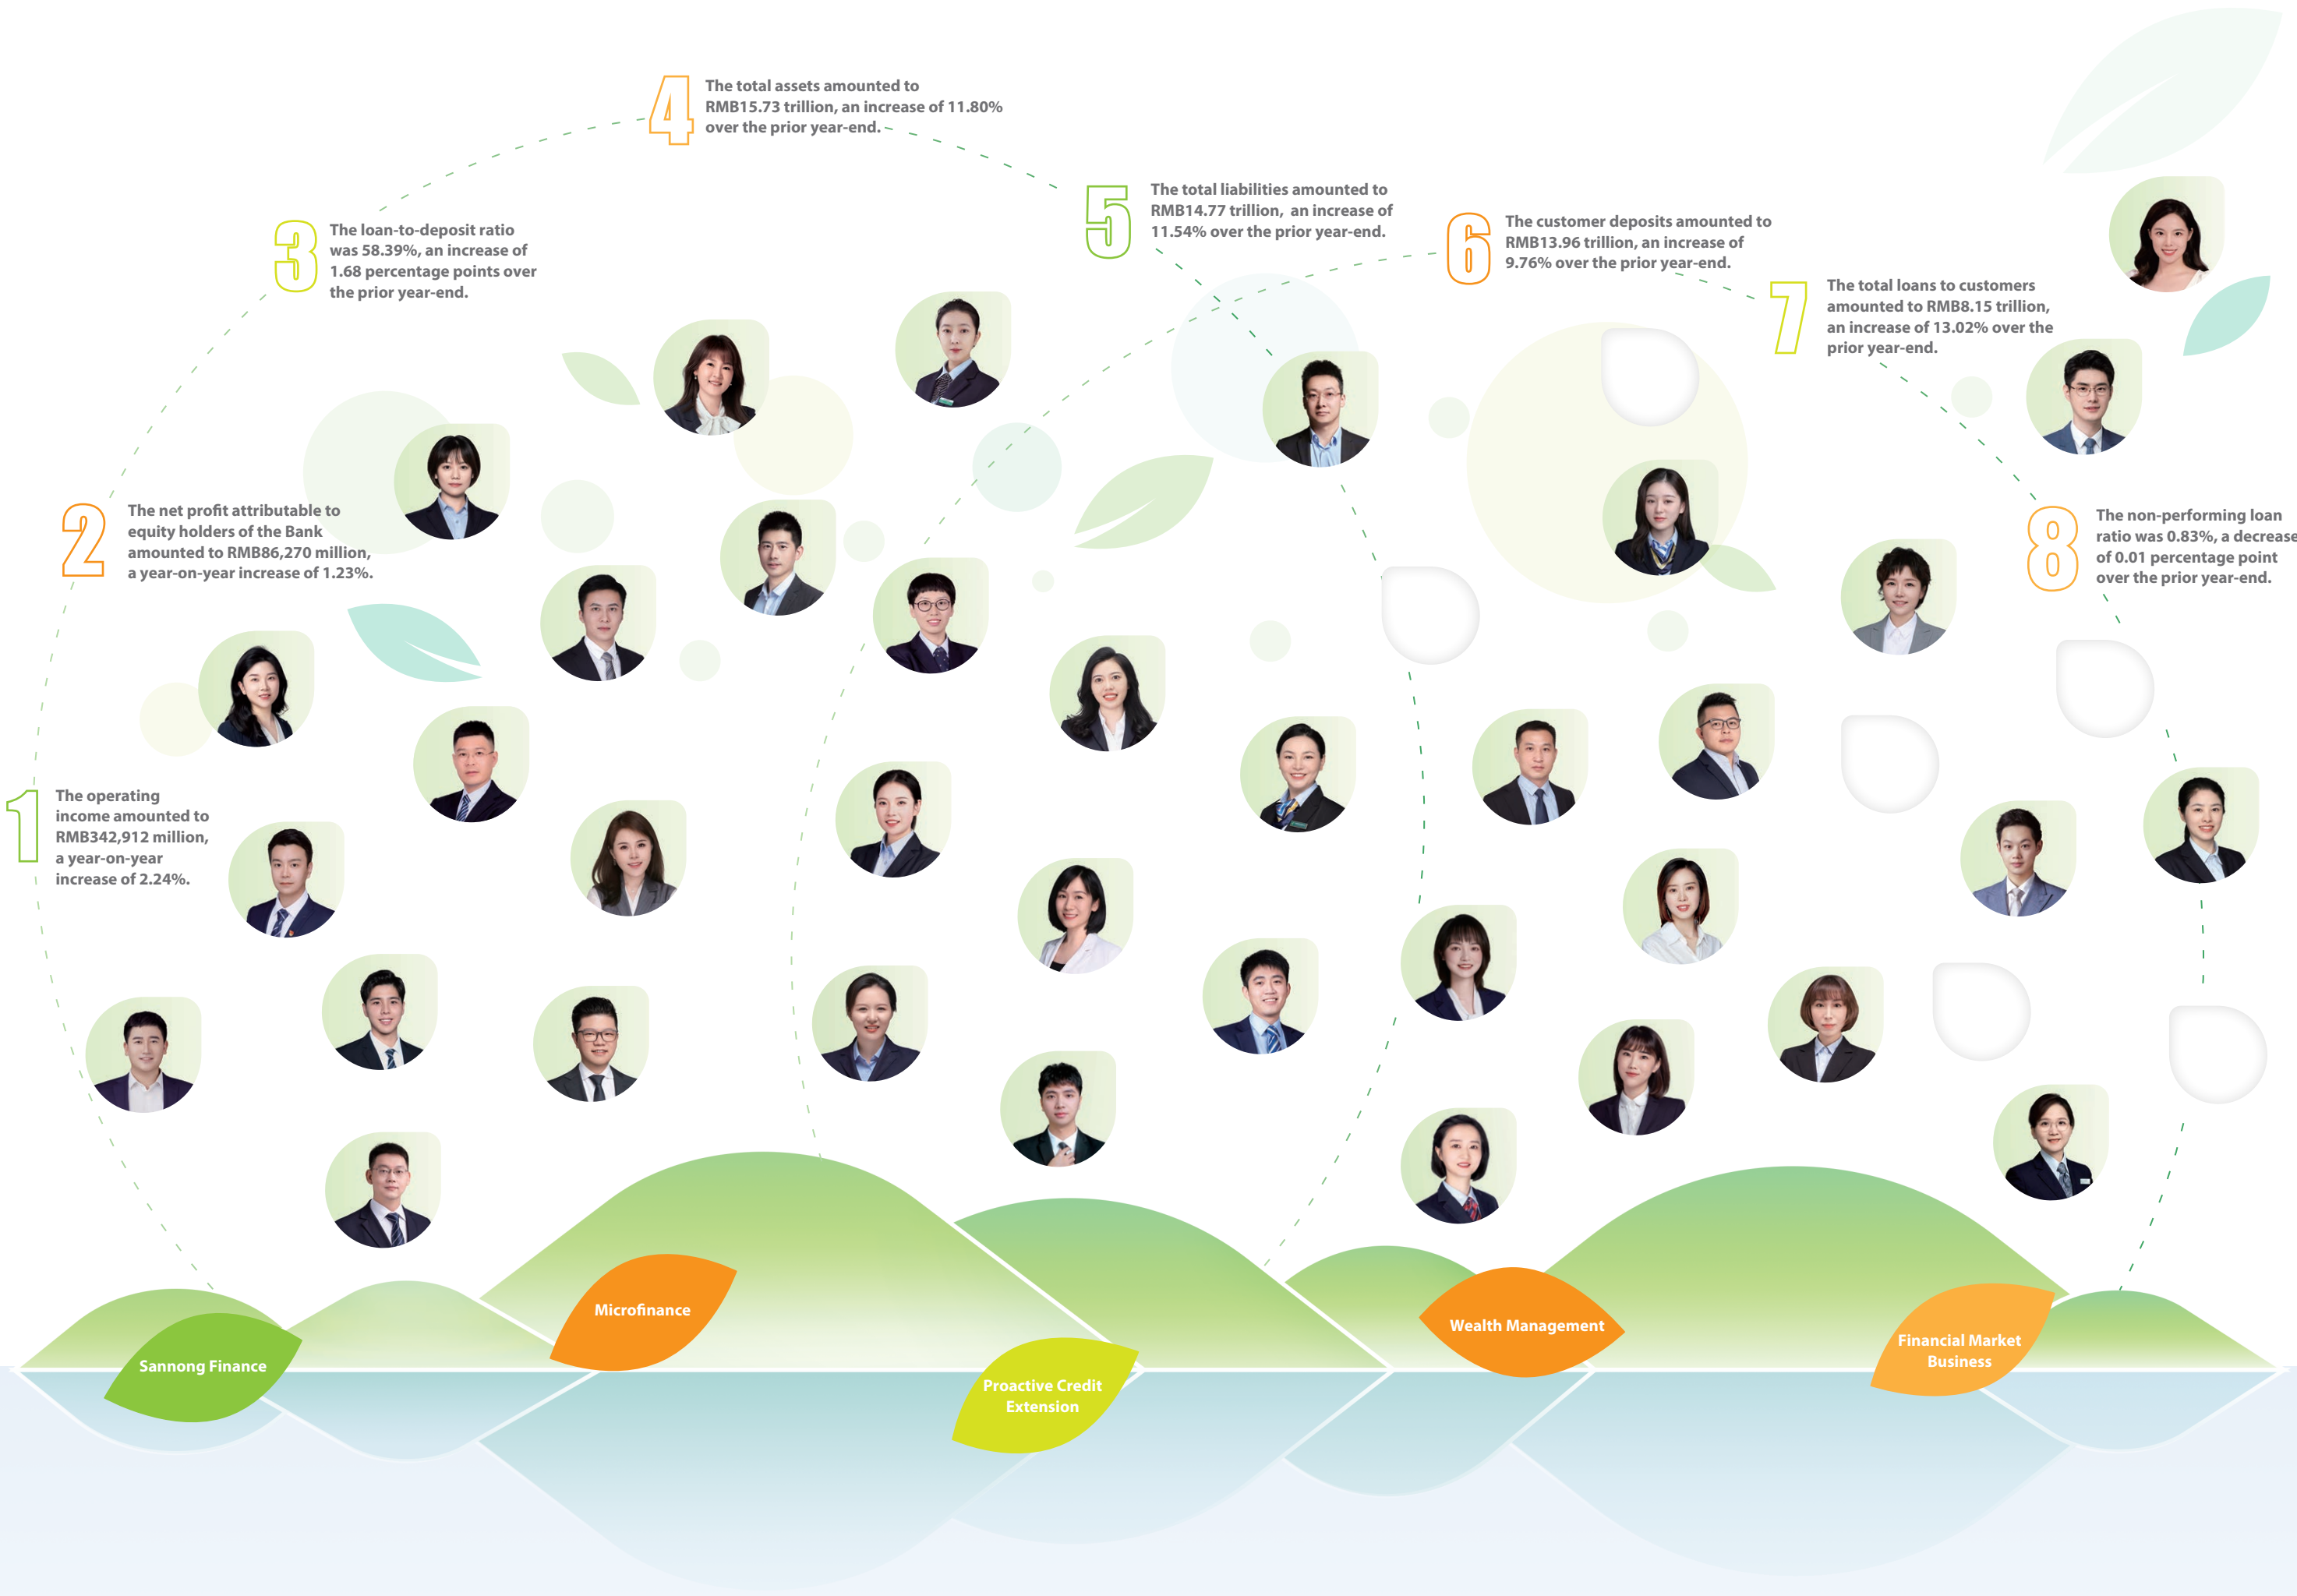 1
The operating
income amounted to
RMB342,912 million,
a year-on-year
increase of 2.24%.
2
The net profit attributable to
equity holders of the Bank
amounted to RMB86,270 million,
a year-on-year increase of 1.23%.
3
The loan-to-deposit ratio
was 58.39%, an increase of
1.68 percentage points over
the prior year-end.
4
The total assets amounted to
RMB15.73 trillion, an increase of 11.80%
over the prior year-end.
5
The total liabilities amounted to
RMB14.77 trillion, an increase of
11.54% over the prior year-end.
6
The customer deposits amounted to
RMB13.96 trillion, an increase of
9.76% over the prior year-end.
7
The total loans to customers
amounted to RMB8.15 trillion,
an increase of 13.02% over the
prior year-end.
8
The non-performing loan
ratio was 0.83%, a decrease
of 0.01 percentage point
over the prior year-end.
Sannong Finance
Microfinance
Proactive Credit
Extension
Wealth Management
Financial Market
Business